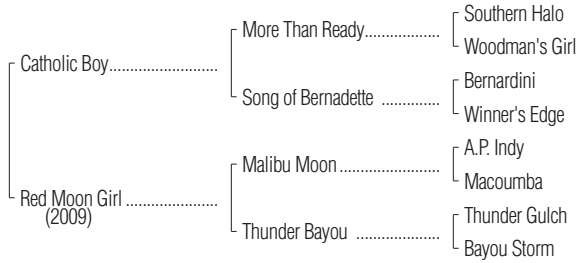 Southern Halo
More Than Ready
Woodman's Girl
Catholic Boy
Bernardini
Song of Bernadette
Winner's Edge
A.P. Indy
Malibu Moon
Macoumba
Red Moon Girl
(2009)
Thunder Gulch
Thunder Bayou
Bayou Storm